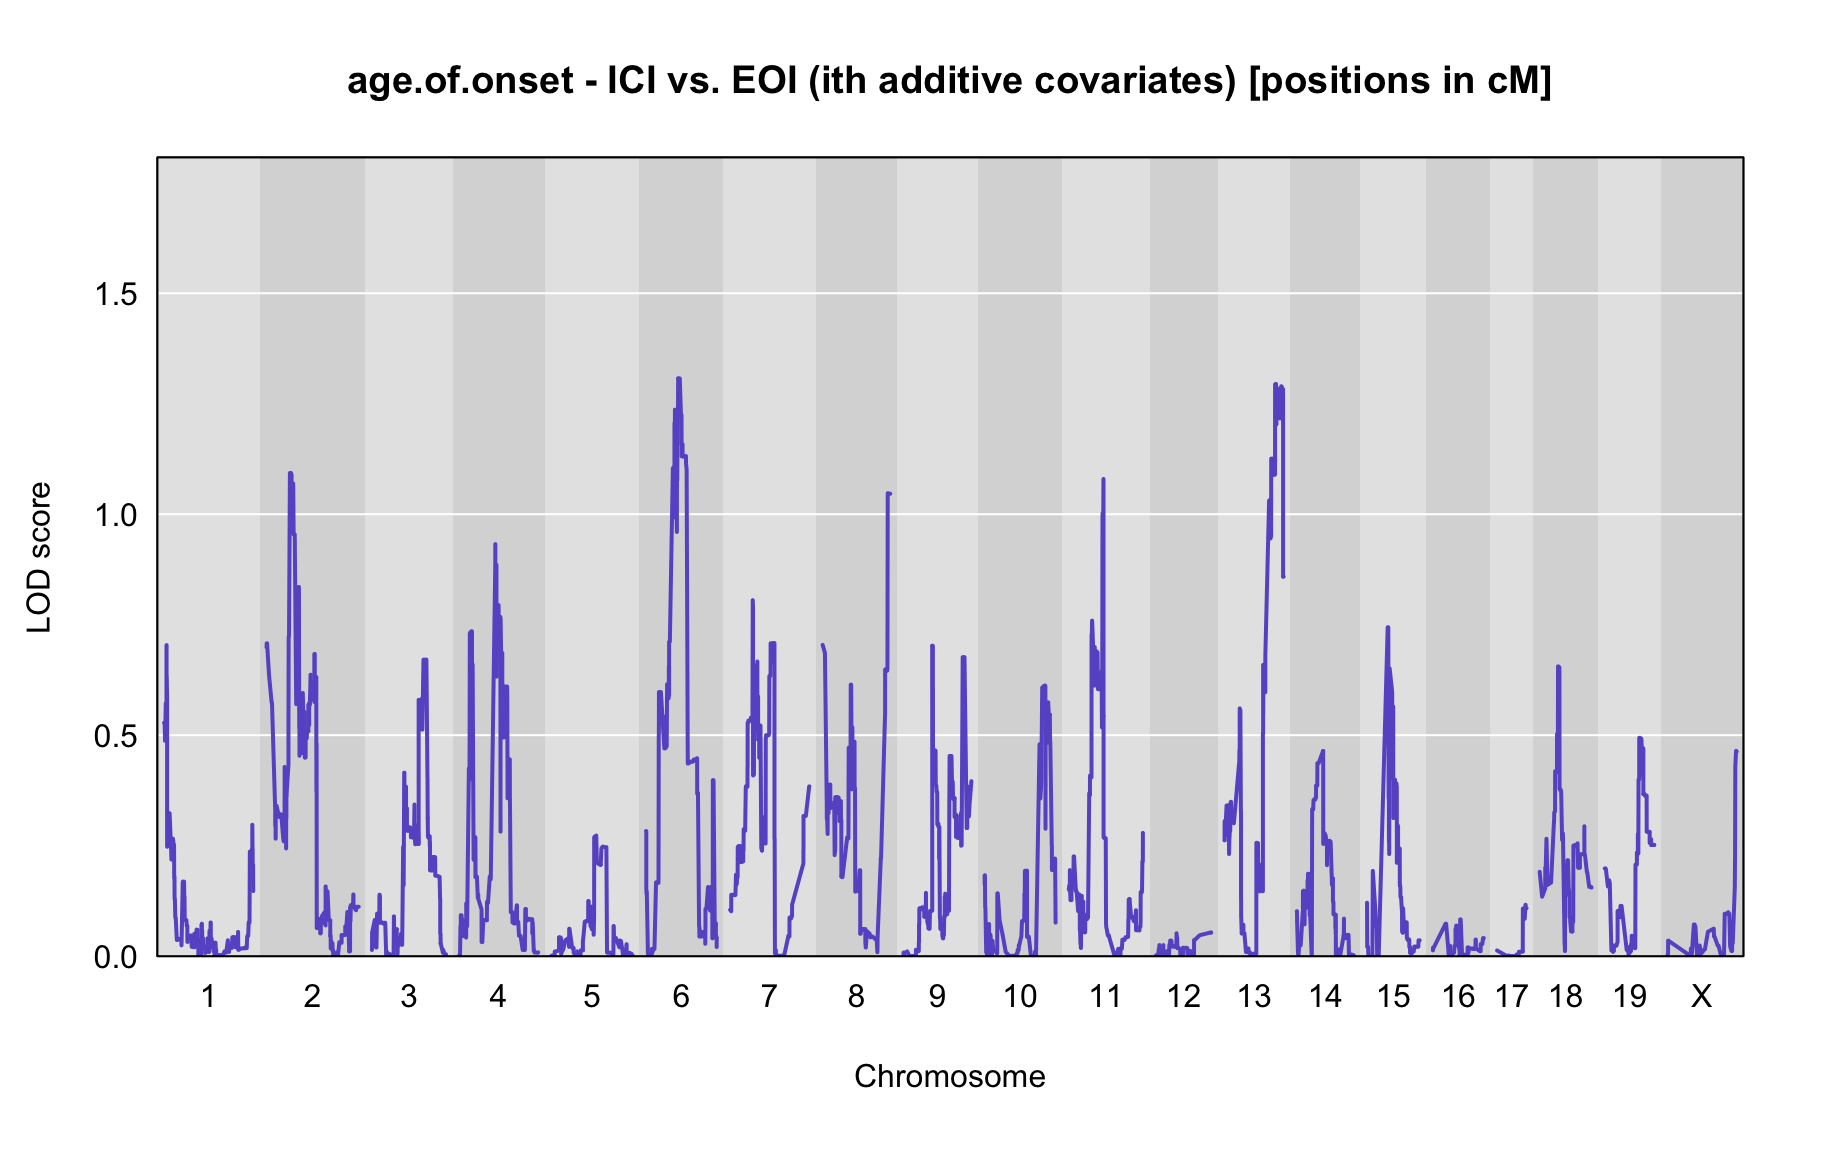 age.of.onset - ICI vs. EOI (ith additive covariates) [positions in cM]
LOD score
1.5
1.0
0.5
0.0
1 2 3 4 5 6 7 8 9 10 11 12 13 14 15 16 17 18 19 X
Chromosome